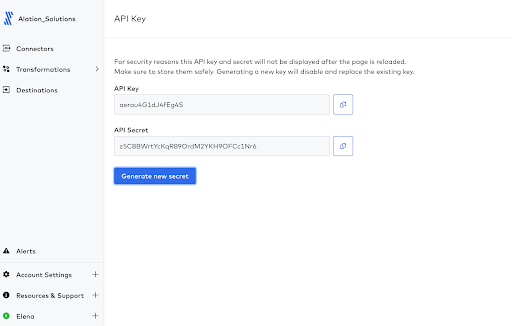 Alation_Solutions
Connectors
Transformations
Destinations
Alerts
Account Settings
Resources & Support
Elena
API Key
For security reasons this API key and secret will not be displayed after the page is reloaded.
Make sure to store them safely. Generating a new key will disable and replace the existing key.
API Key
aerau4G1dJ4fEg4S
API Secret
zSC8BWrtYcKqR89OrdM2YKH9OFCc1Nr6
Generate new secret